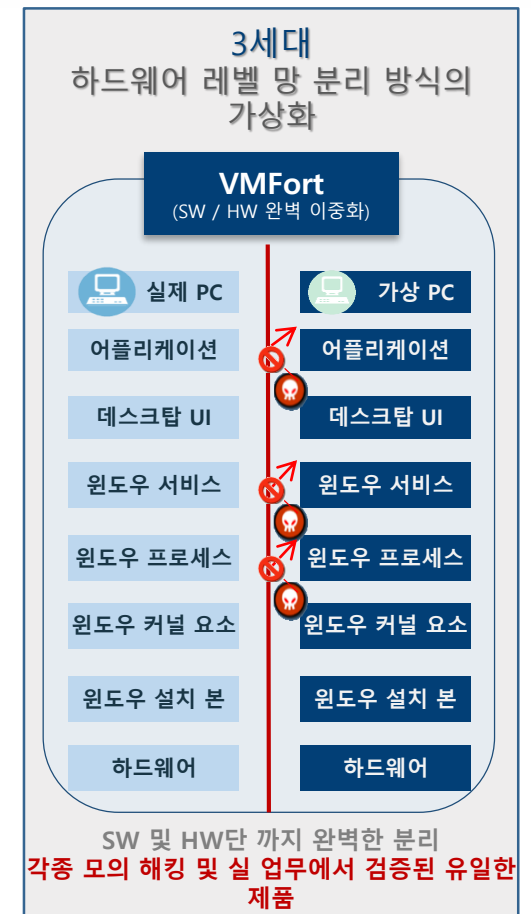 3세대
하드웨어 레벨 망 분리 방식의
가상화
VMFort
(SW / HW 완벽 이중화)
실제 PC
가상 PC
어플리케이션
어플리케이션
데스크탑 UI
데스크탑 UI
윈도우 서비스
윈도우 서비스
윈도우 프로세스
윈도우 프로세스
윈도우 커널 요소
윈도우 커널 요소
윈도우 설치 본
윈도우 설치 본
하드웨어
하드웨어
SW 및 HW단 까지 완벽한 분리
각종 모의 해킹 및 실 업무에서 검증된 유일한
제품